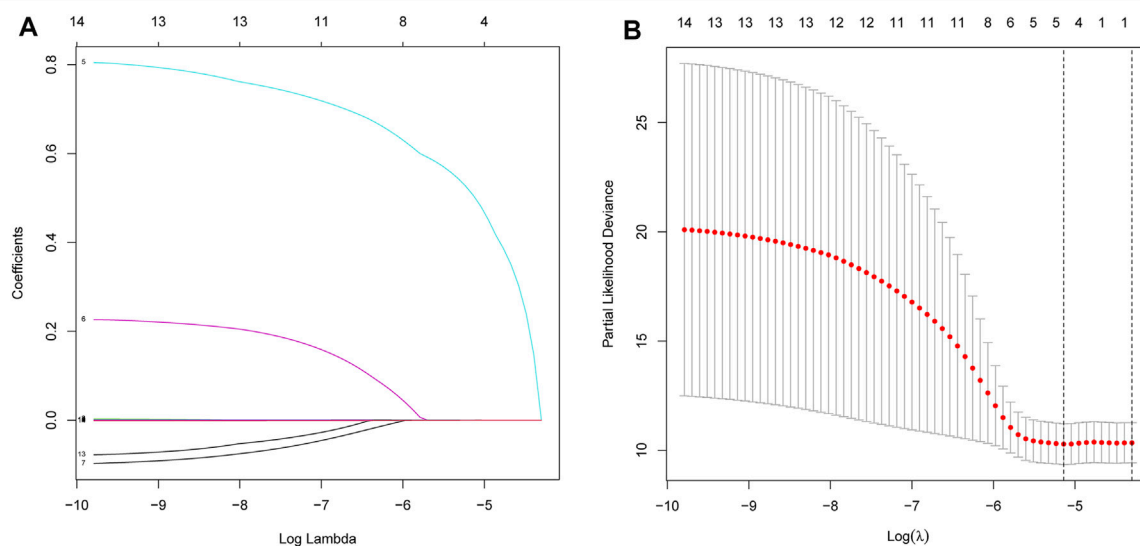 A
14 13 13 11 8 4
0.8
0.6
0.4
0.2
0.0
Coefficients
5
6
13
7
−10 −9 −8 −7 −6 −5
Log Lambda
B
14 13 13 13 13 13 12 12 11 11 11 8 6 5 5 4 1 1
25
20
15
10
Partial Likelihood Deviance
−10 −9 −8 −7 −6 −5
Log(λ)